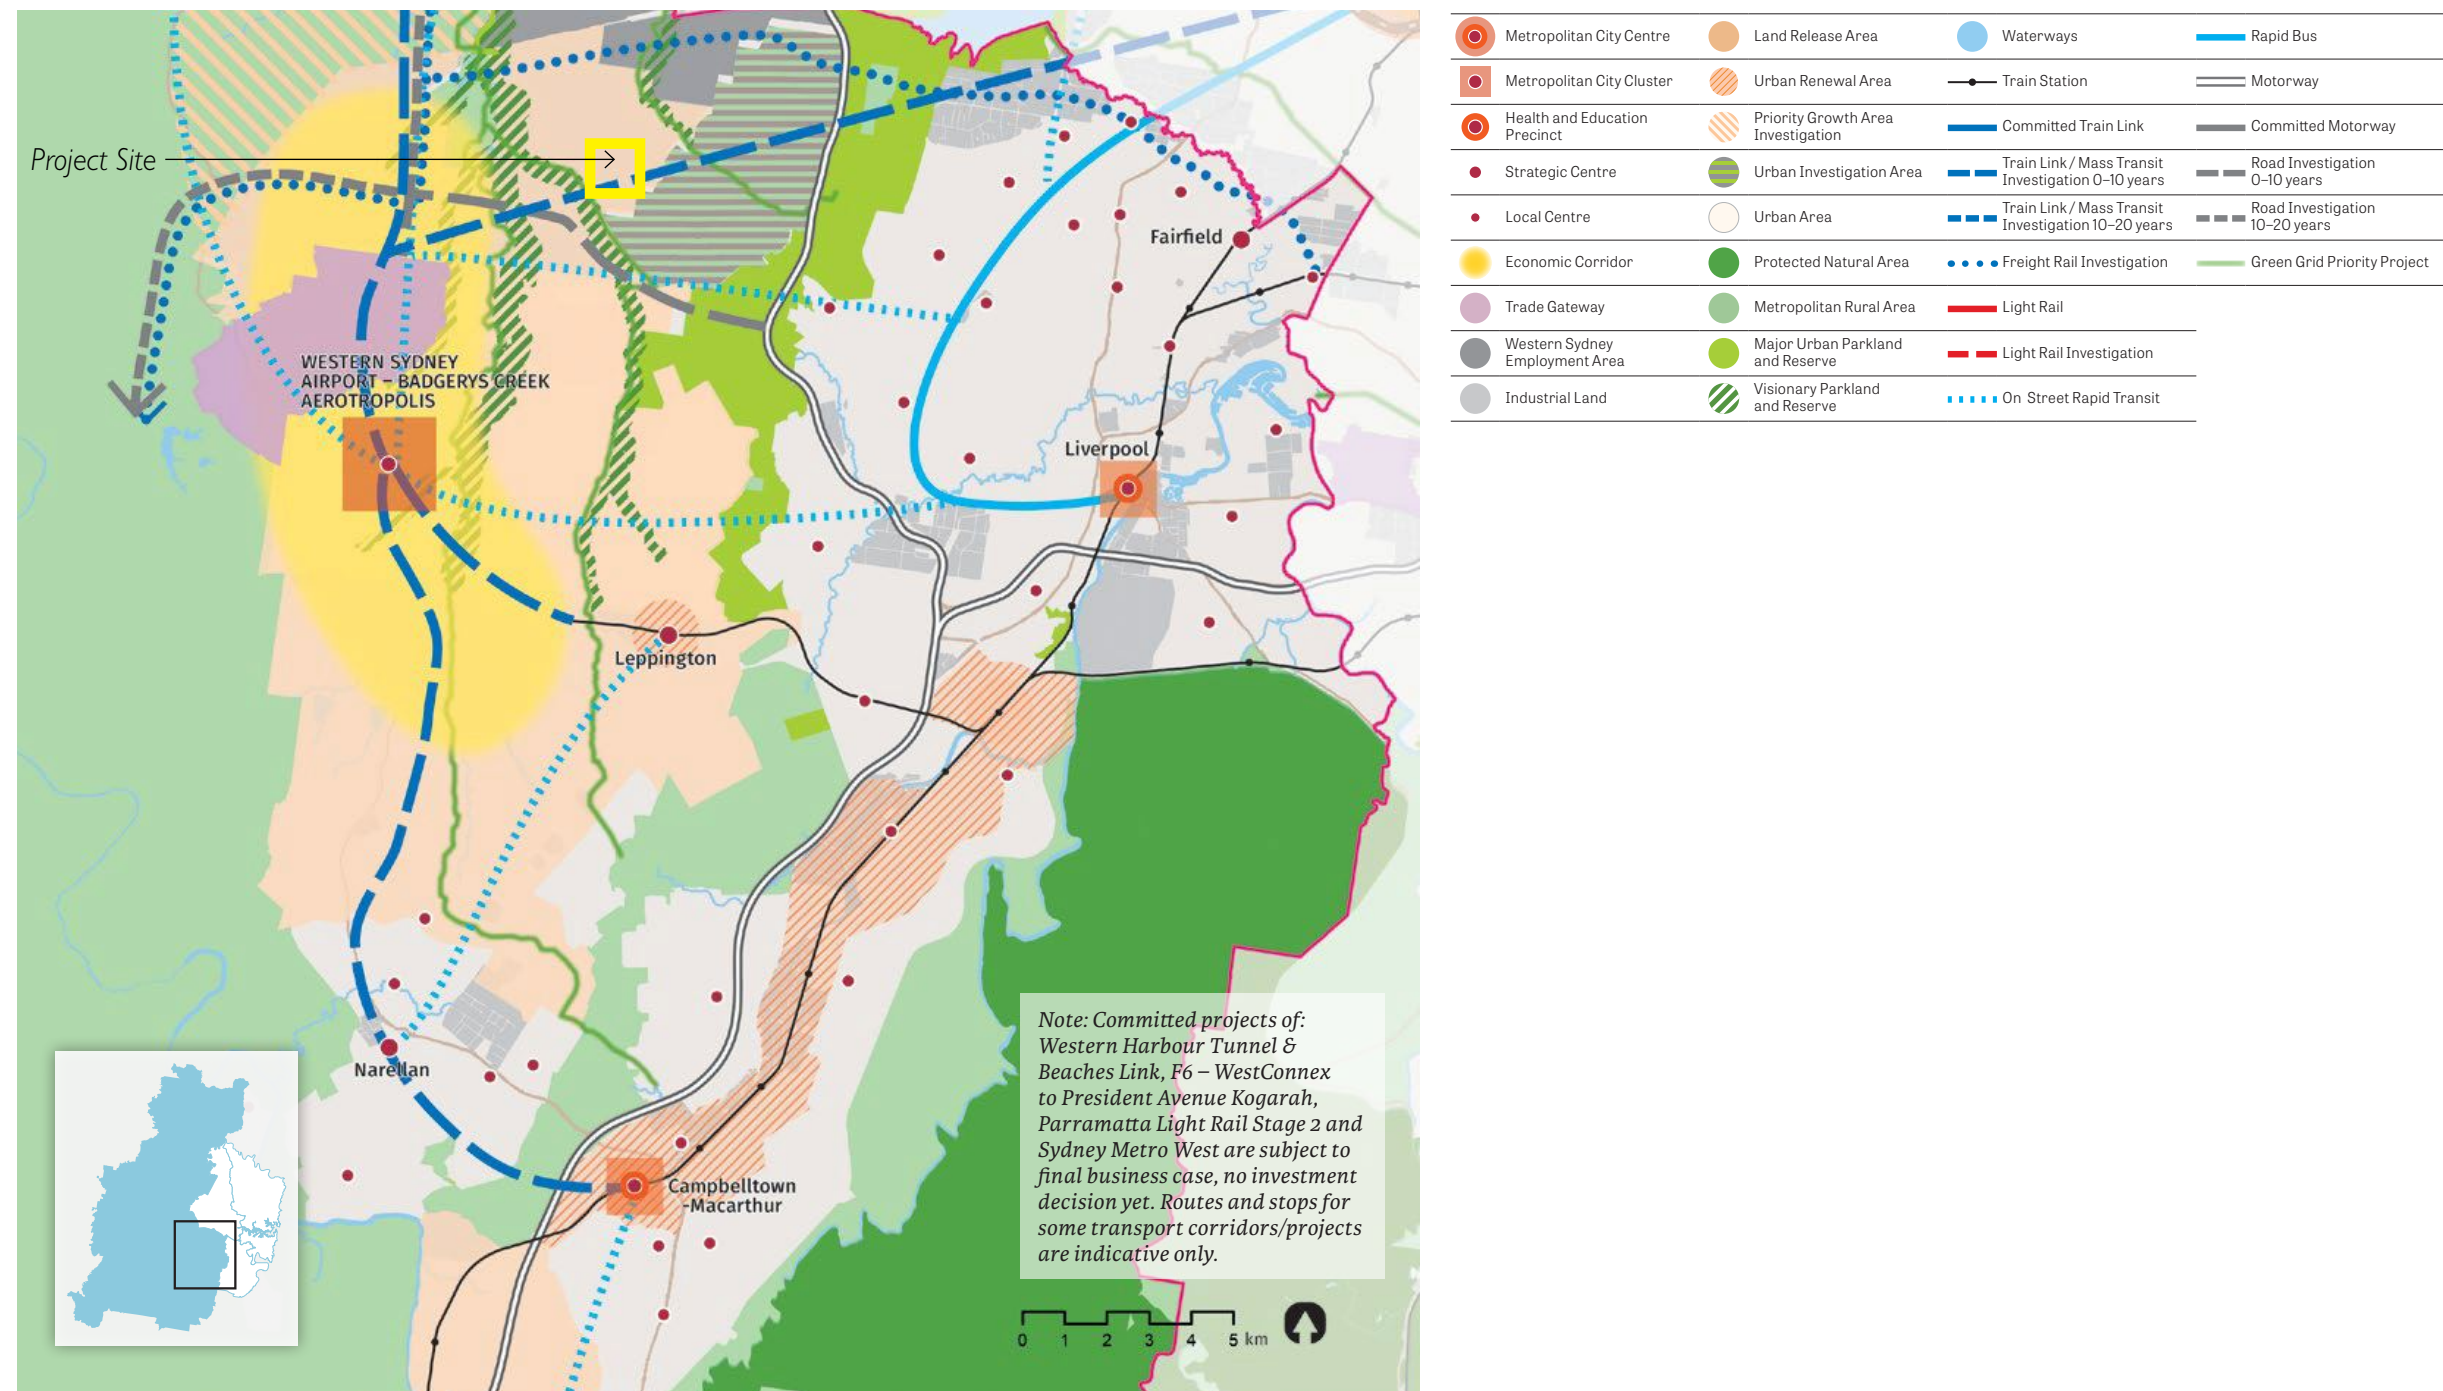 Project Site
WESTERN SYDNEY
AIRPORT – BADGERYS CREEK
AEROTROPOLIS
Fairfield
Liverpool
Leppington
Narellan
Campbelltown
-Macarthur
Note: Committed projects of:
Western Harbour Tunnel &
Beaches Link, F6 – WestConnex
to President Avenue Kogarah,
Parramatta Light Rail Stage 2 and
Sydney Metro West are subject to
final business case, no investment
decision yet. Routes and stops for
some transport corridors/projects
are indicative only.
0 1 2 3 4 5 km
Metropolitan City Centre
Metropolitan City Cluster
Health and Education
Precinct
Strategic Centre
Local Centre
Economic Corridor
Trade Gateway
Western Sydney
Employment Area
Industrial Land
Land Release Area
Urban Renewal Area
Priority Growth Area
Investigation
Urban Investigation Area
Urban Area
Protected Natural Area
Metropolitan Rural Area
Major Urban Parkland
and Reserve
Visionary Parkland
and Reserve
Waterways
Train Station
Committed Train Link
Train Link / Mass Transit
Investigation 0–10 years
Train Link / Mass Transit
Investigation 10–20 years
Freight Rail Investigation
Light Rail
Light Rail Investigation
On Street Rapid Transit
Rapid Bus
Motorway
Committed Motorway
Road Investigation
0–10 years
Road Investigation
10–20 years
Green Grid Priority Project